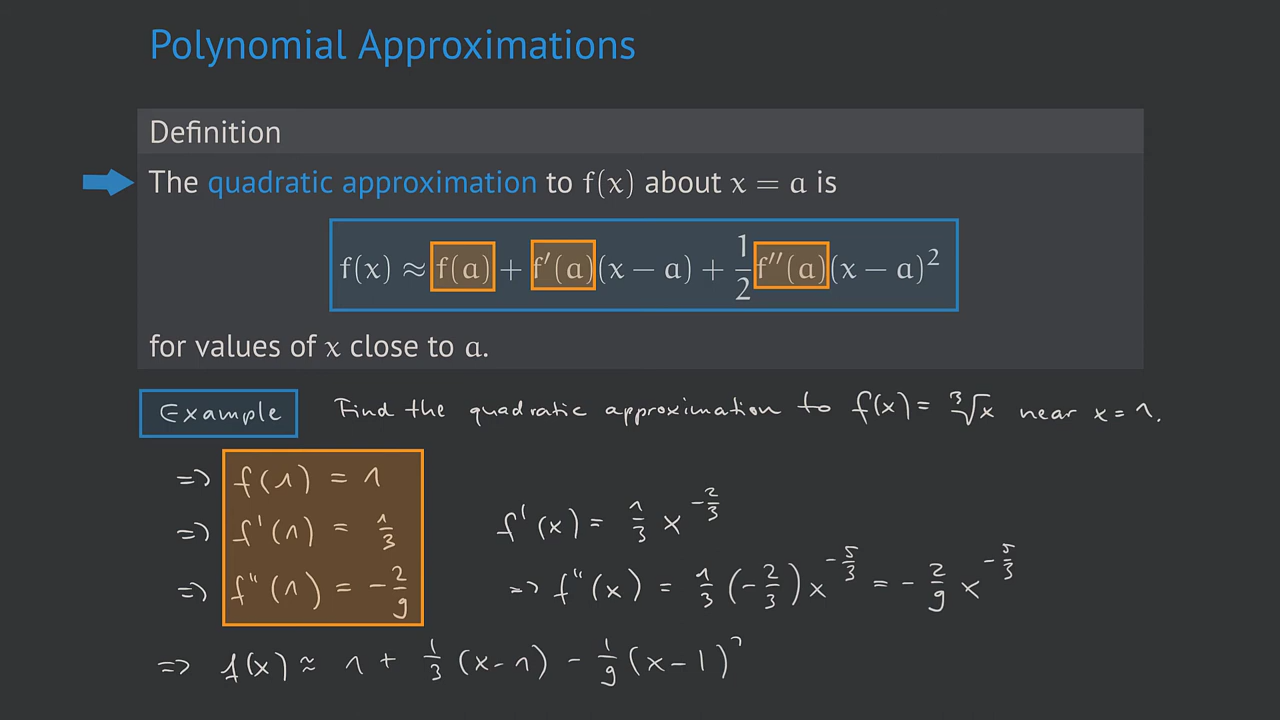 Polynomial Approximations
Definition
The quadratic approximation to f(x) about x = a is
f(x) ≈ f(a) + f′(a)(x − a) + 1/2 f′′(a)(x − a)²
for values of x close to a.
Example Find the quadratic approximation to f(x) = ∛x near x = 1.
=> f(1) = 1
=> f'(1) = 1/3 f'(x) = 1/3 x^(-2/3)
=> f"(1) = -2/9 => f"(x) = 1/3 (-2/3) x^(-5/3) = -2/9 x^(-5/3)
=> f(x) ≈ 1 + 1/3 (x-1) - 1/9 (x-1)²